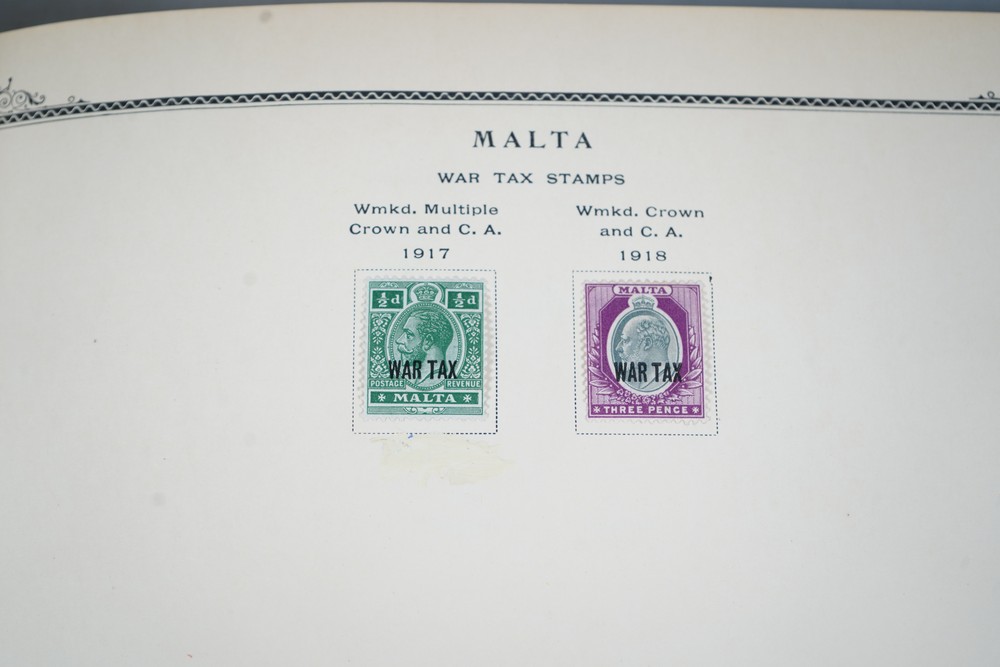 MALTA
WAR TAX STAMPS
Wmkd. Multiple
Crown and C. A.
1917
Wmkd. Crown
and C. A.
1918
½d ½d
WAR TAX
POSTAGE REVENUE
MALTA
MALTA
WAR TAX
THREE PENCE